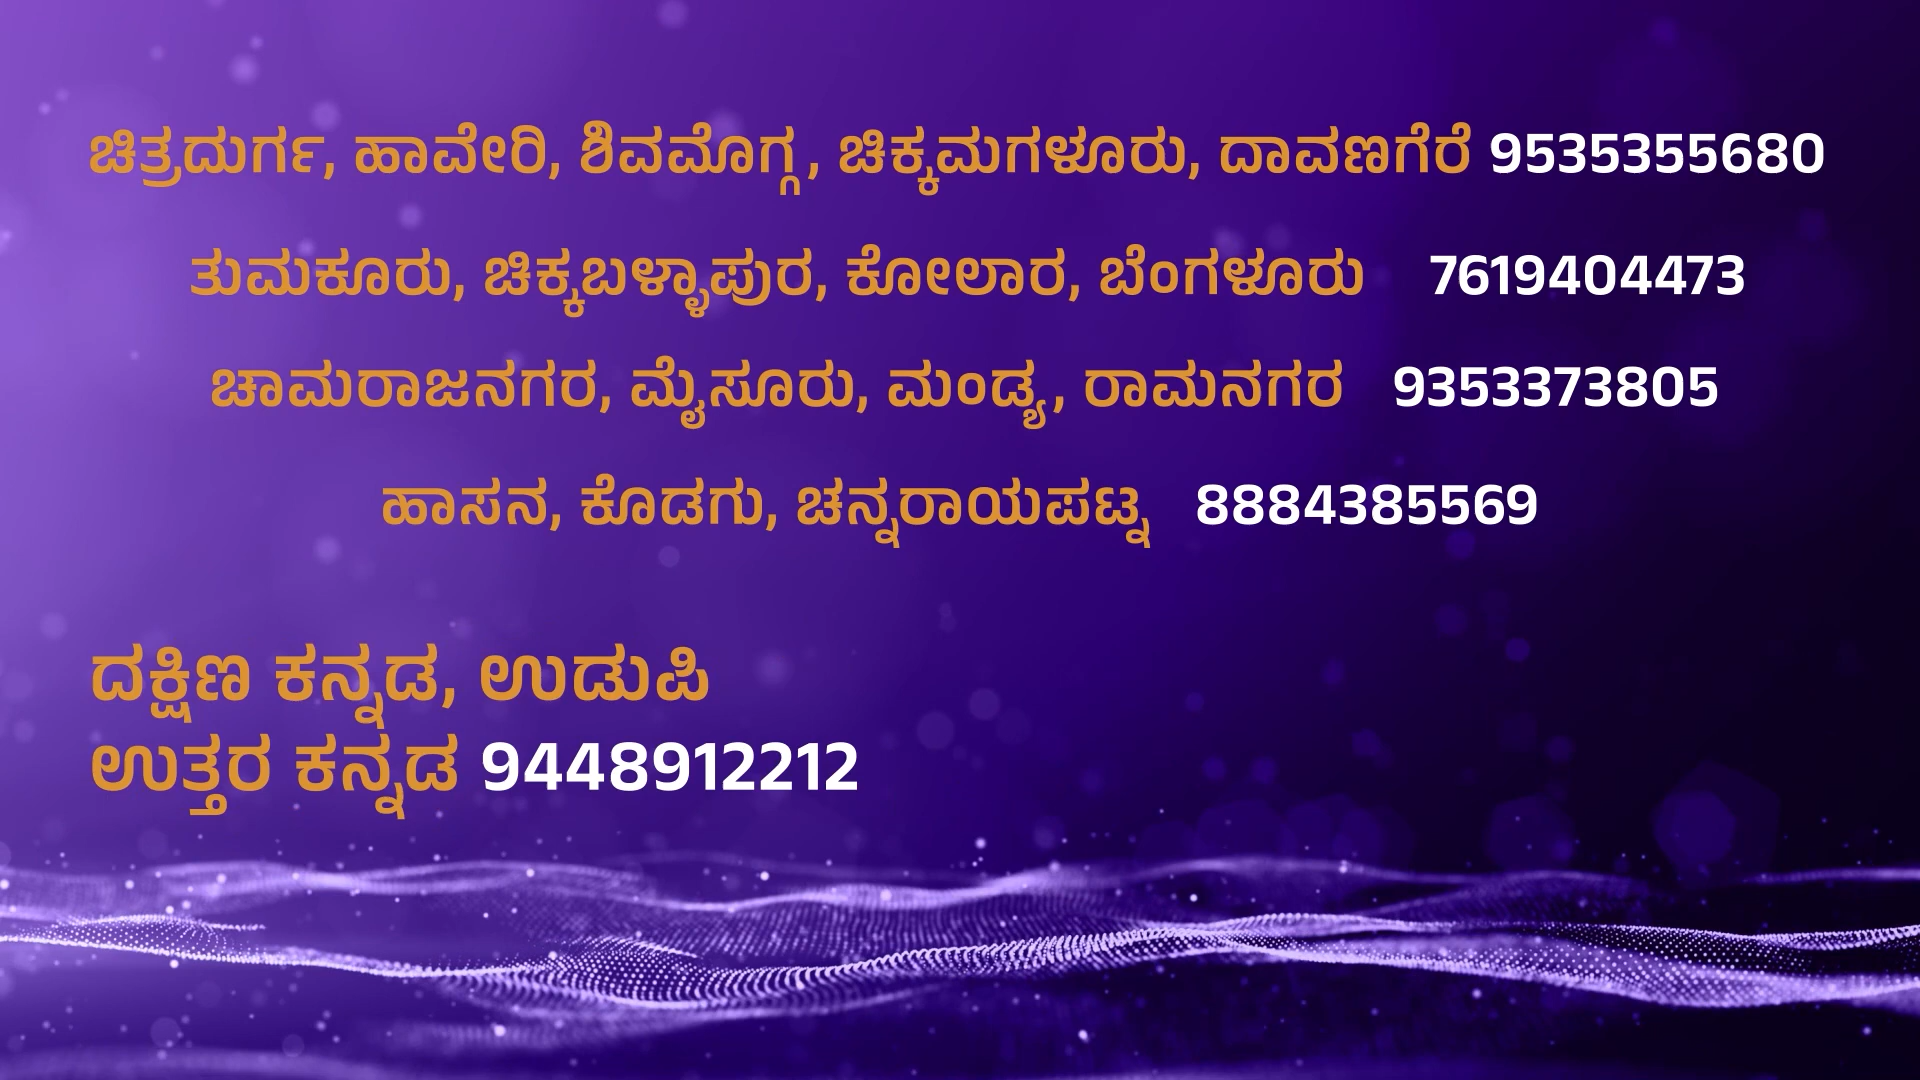 ಚಿತ್ರದುರ್ಗ, ಹಾವೇರಿ, ಶಿವಮೊಗ್ಗ, ಚಿಕ್ಕಮಗಳೂರು, ದಾವಣಗೆರೆ 9535355680
ತುಮಕೂರು, ಚಿಕ್ಕಬಳ್ಳಾಪುರ, ಕೋಲಾರ, ಬೆಂಗಳೂರು 7619404473
ಚಾಮರಾಜನಗರ, ಮೈಸೂರು, ಮಂಡ್ಯ, ರಾಮನಗರ 9353373805
ಹಾಸನ, ಕೊಡಗು, ಚನ್ನರಾಯಪಟ್ನ 8884385569
ದಕ್ಷಿಣ ಕನ್ನಡ, ಉಡುಪಿ
ಉತ್ತರ ಕನ್ನಡ 9448912212